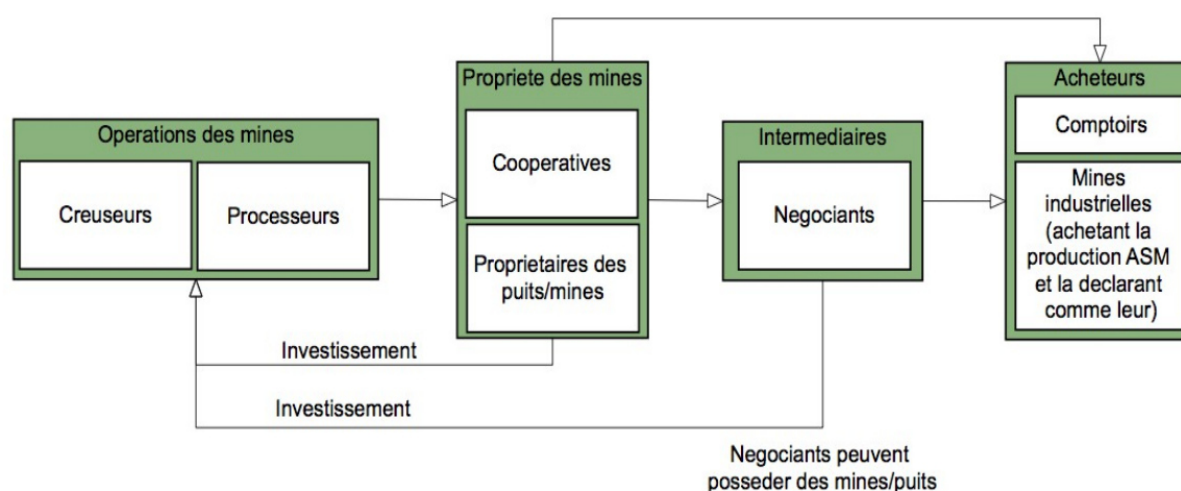 Operations des mines
Creuseurs
Processeurs
Propriete des mines
Cooperatives
Proprietaires des
puits/mines
Intermediaires
Negociants
Acheteurs
Comptoirs
Mines
industrielles
(achetant la
production ASM
et la declarant
comme leur)
Investissement
Investissement
Negociants peuvent
posseder des mines/puits